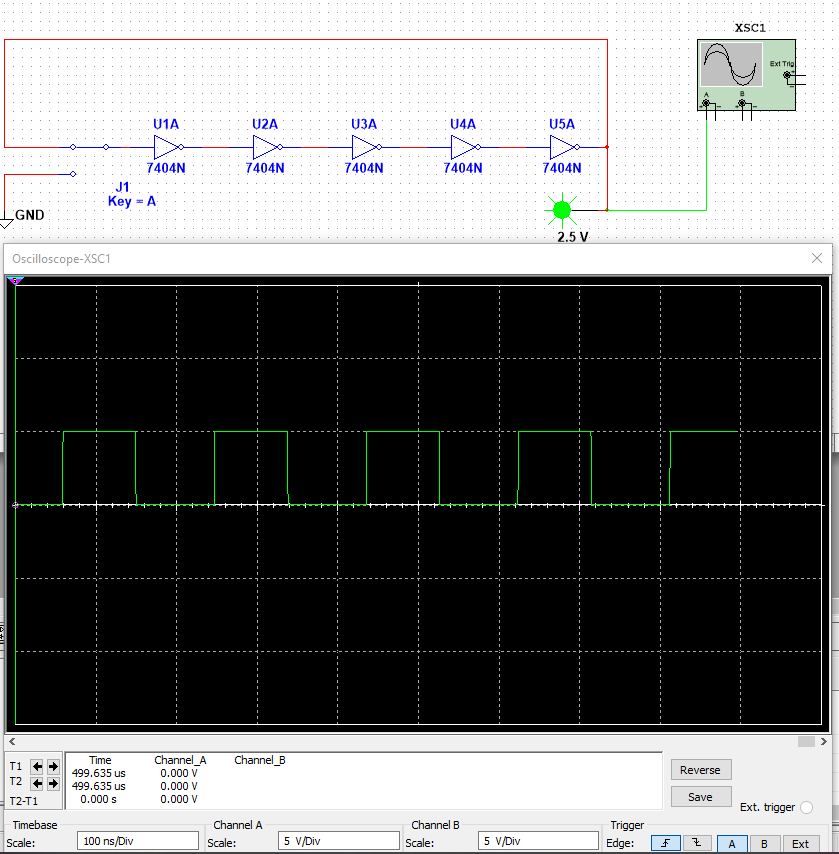 XSC1
Ext Trig
+
A B
U1A U2A U3A U4A U5A
7404N 7404N 7404N 7404N 7404N
J1
Key = A
GND
2.5 V
Oscilloscope-XSC1
T1
T2
T2-T1
Time Channel_A Channel_B
499.635 us 0.000 V
499.635 us 0.000 V
0.000 s 0.000 V
Reverse
Save
Ext. trigger
Timebase Channel A Channel B Trigger
Scale: 100 ns/Div Scale: 5 V/Div Scale: 5 V/Div Edge: A B Ext